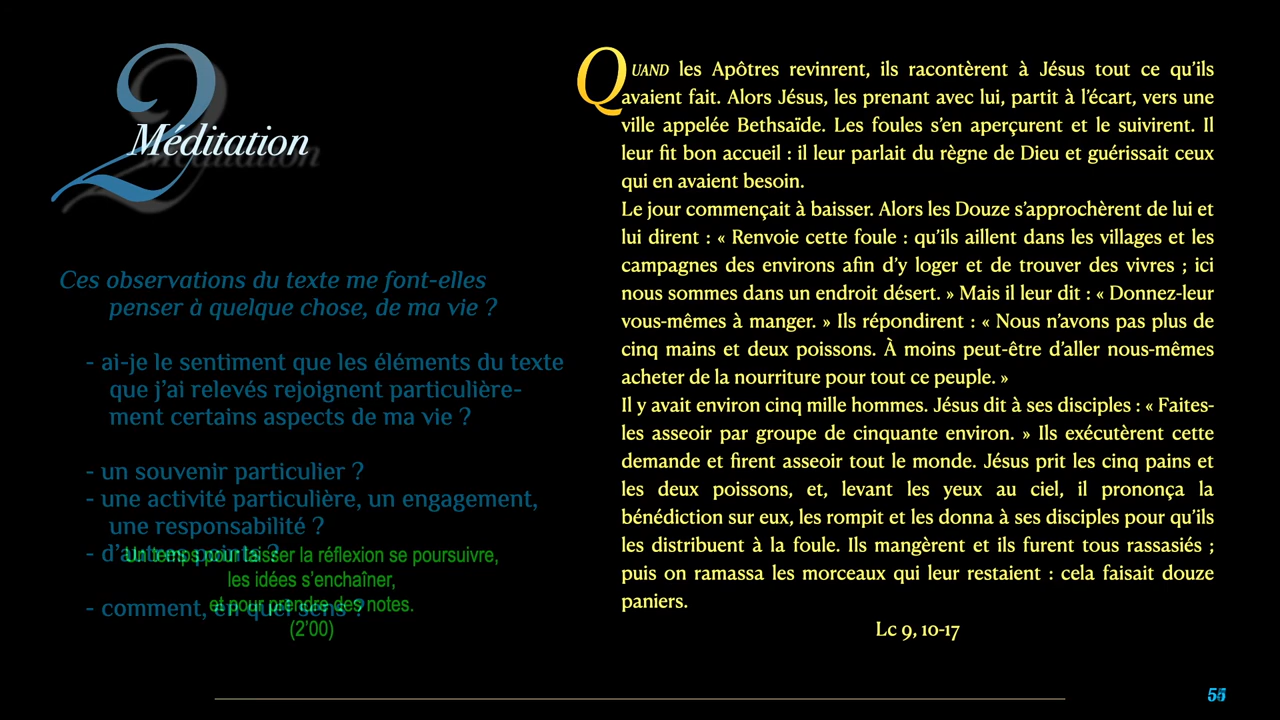 2
Méditation
Ces observations du texte me font-elles
penser à quelque chose, de ma vie ?
- ai-je le sentiment que les éléments du texte
que j’ai relevés rejoignent particulière-
ment certains aspects de ma vie ?
- un souvenir particulier ?
- une activité particulière, un engagement,
une responsabilité ?
- d’autres points ?
- comment, en quel sens ?
Un temps pour laisser la réflexion se poursuivre,
les idées s’enchaîner,
et pour prendre des notes.
(2’00)
QUAND les Apôtres revinrent, ils racontèrent à Jésus tout ce qu’ils
avaient fait. Alors Jésus, les prenant avec lui, partit à l’écart, vers une
ville appelée Bethsaïde. Les foules s’en aperçurent et le suivirent. Il
leur fit bon accueil : il leur parlait du règne de Dieu et guérissait ceux
qui en avaient besoin.
Le jour commençait à baisser. Alors les Douze s’approchèrent de lui et
lui dirent : « Renvoie cette foule : qu’ils aillent dans les villages et les
campagnes des environs afin d’y loger et de trouver des vivres ; ici
nous sommes dans un endroit désert. » Mais il leur dit : « Donnez-leur
vous-mêmes à manger. » Ils répondirent : « Nous n’avons pas plus de
cinq mains et deux poissons. À moins peut-être d’aller nous-mêmes
acheter de la nourriture pour tout ce peuple. »
Il y avait environ cinq mille hommes. Jésus dit à ses disciples : « Faites-
les asseoir par groupe de cinquante environ. » Ils exécutèrent cette
demande et firent asseoir tout le monde. Jésus prit les cinq pains et
les deux poissons, et, levant les yeux au ciel, il prononça la
bénédiction sur eux, les rompit et les donna à ses disciples pour qu’ils
les distribuent à la foule. Ils mangèrent et ils furent tous rassasiés ;
puis on ramassa les morceaux qui leur restaient : cela faisait douze
paniers.
Lc 9, 10-17